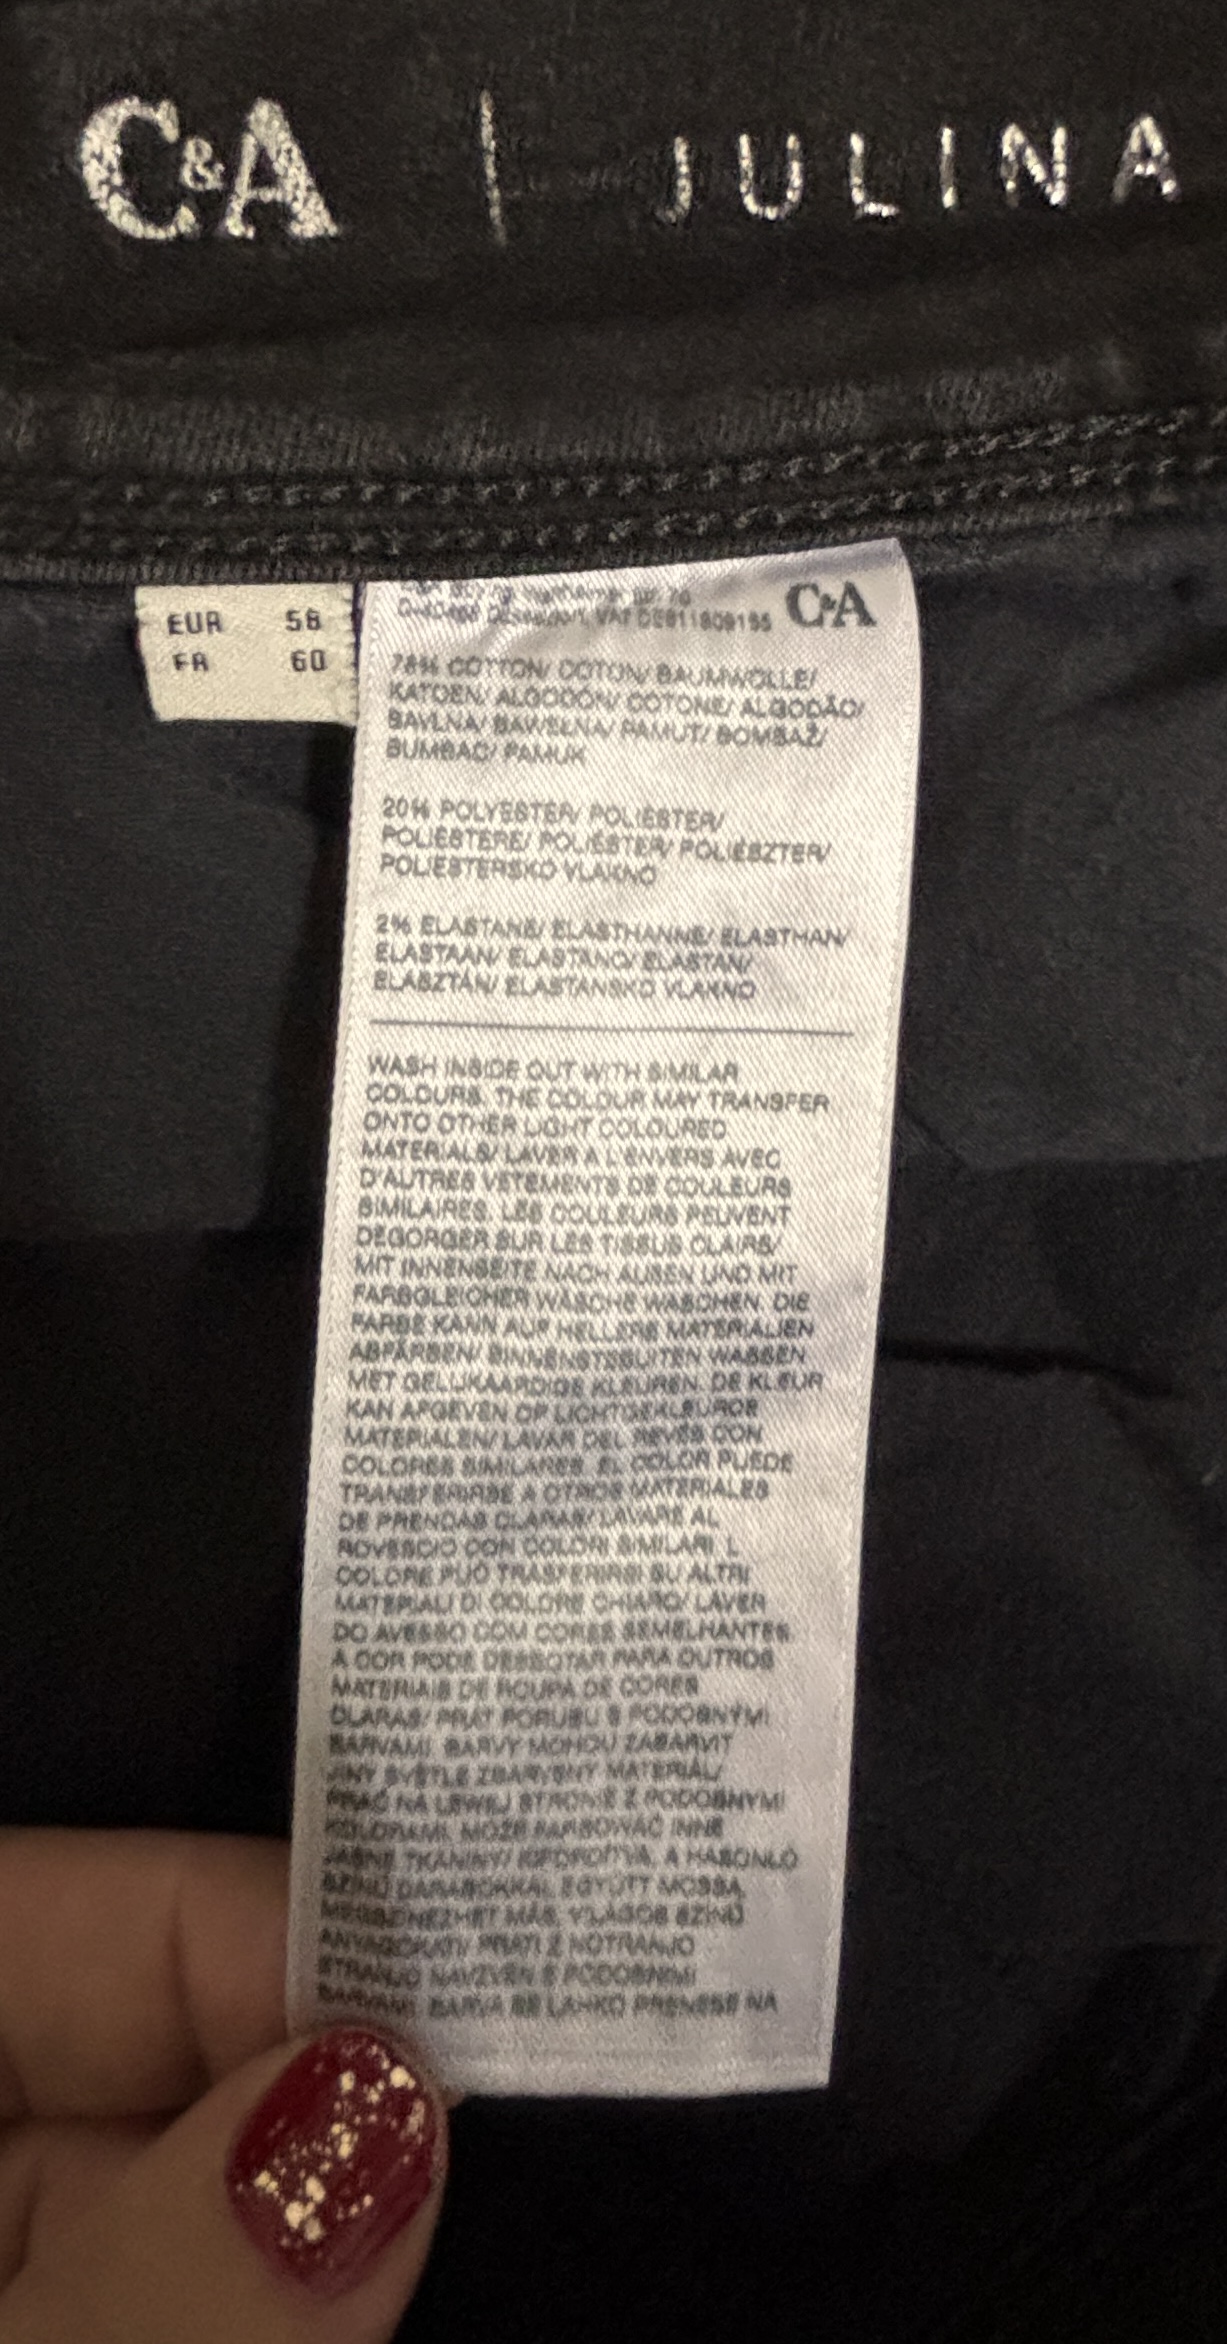 C&A | JULINA
EUR 58
FR 60
C&A
D-40468 Düsseldorf, VAT DE811809155
78% COTTON/ COTON/ BAUMWOLLE/
KATOEN/ ALGODÓN/ COTONE/ ALGODÃO/
BAVLNA/ BAWEŁNA/ PAMUT/ BOMBAŽ/
BUMBAC/ PAMUK
20% POLYESTER/ POLIÉSTER/
POLIESTERE/ POLIÉSTER/ POLIÉSZTER/
POLIESTERSKO VLAKNO
2% ELASTANE/ ELASTHANNE/ ELASTHAN/
ELASTAAN/ ELASTANO/ ELASTAN/
ELASZTÁN/ ELASTANSKO VLAKNO
WASH INSIDE OUT WITH SIMILAR
COLOURS. THE COLOUR MAY TRANSFER
ONTO OTHER LIGHT COLOURED
MATERIALS/ LAVER A L'ENVERS AVEC
D'AUTRES VETEMENTS DE COULEURS
SIMILAIRES. LES COULEURS PEUVENT
DEGORGER SUR LES TISSUS CLAIRS/
MIT INNENSEITE NACH AUßEN UND MIT
FARBGLEICHER WÄSCHE WASCHEN. DIE
FARBE KANN AUF HELLERE MATERIALIEN
ABFÄRBEN/ BINNENSTEBUITEN WASSEN
MET GELIJKAARDIGE KLEUREN. DE KLEUR
KAN AFGEVEN OP LICHTGEKLEURDE
MATERIALEN/ LAVAR DEL REVÉS CON
COLORES SIMILARES. EL COLOR PUEDE
TRANSFERIRSE A OTROS MATERIALES
DE PRENDAS CLARAS/ LAVARE AL
ROVESCIO CON COLORI SIMILARI. IL
COLORE PUÒ TRASFERIRSI SU ALTRI
MATERIALI DI COLORE CHIARO/ LAVER
DO AVESSO COM CORES SEMELHANTES.
A COR PODE DESBOTAR PARA OUTROS
MATERIAIS DE ROUPA DE CORES
CLARAS/ PRAT PORUBU S PODOBNÝMI
BARVAMI. BARVY MOHOU ZABARVIT
JINÝ SVĚTLE ZBARVENÝ MATERIÁL/
PRAĆ NA LEWEJ STRONIE Z PODOBNYMI
KOLORAMI. MOŻE FARBOWAĆ INNE
JASNE TKANINY/ KIFORDÍTVA, A HASONLÓ
SZÍNŰ DARABOKKAL EGYÜTT MOSSA.
MEGSZÍNEZHET MÁS, VILÁGOS SZÍNŰ
ANYAGOKAT/ PRATI Z NOTRANJO
STRANJO NAVZVEN S PODOBNIMI
BARVAMI. BARVA SE LAHKO PRENESE NA